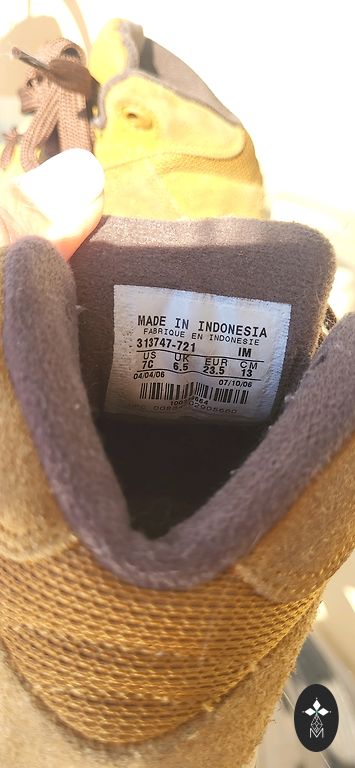 MADE IN INDONESIA
FABRIQUE EN INDONESIE
313747-721 IM
US UK EUR CM
7C 6.5 23.5 13
04/04/06 07/10/06
M